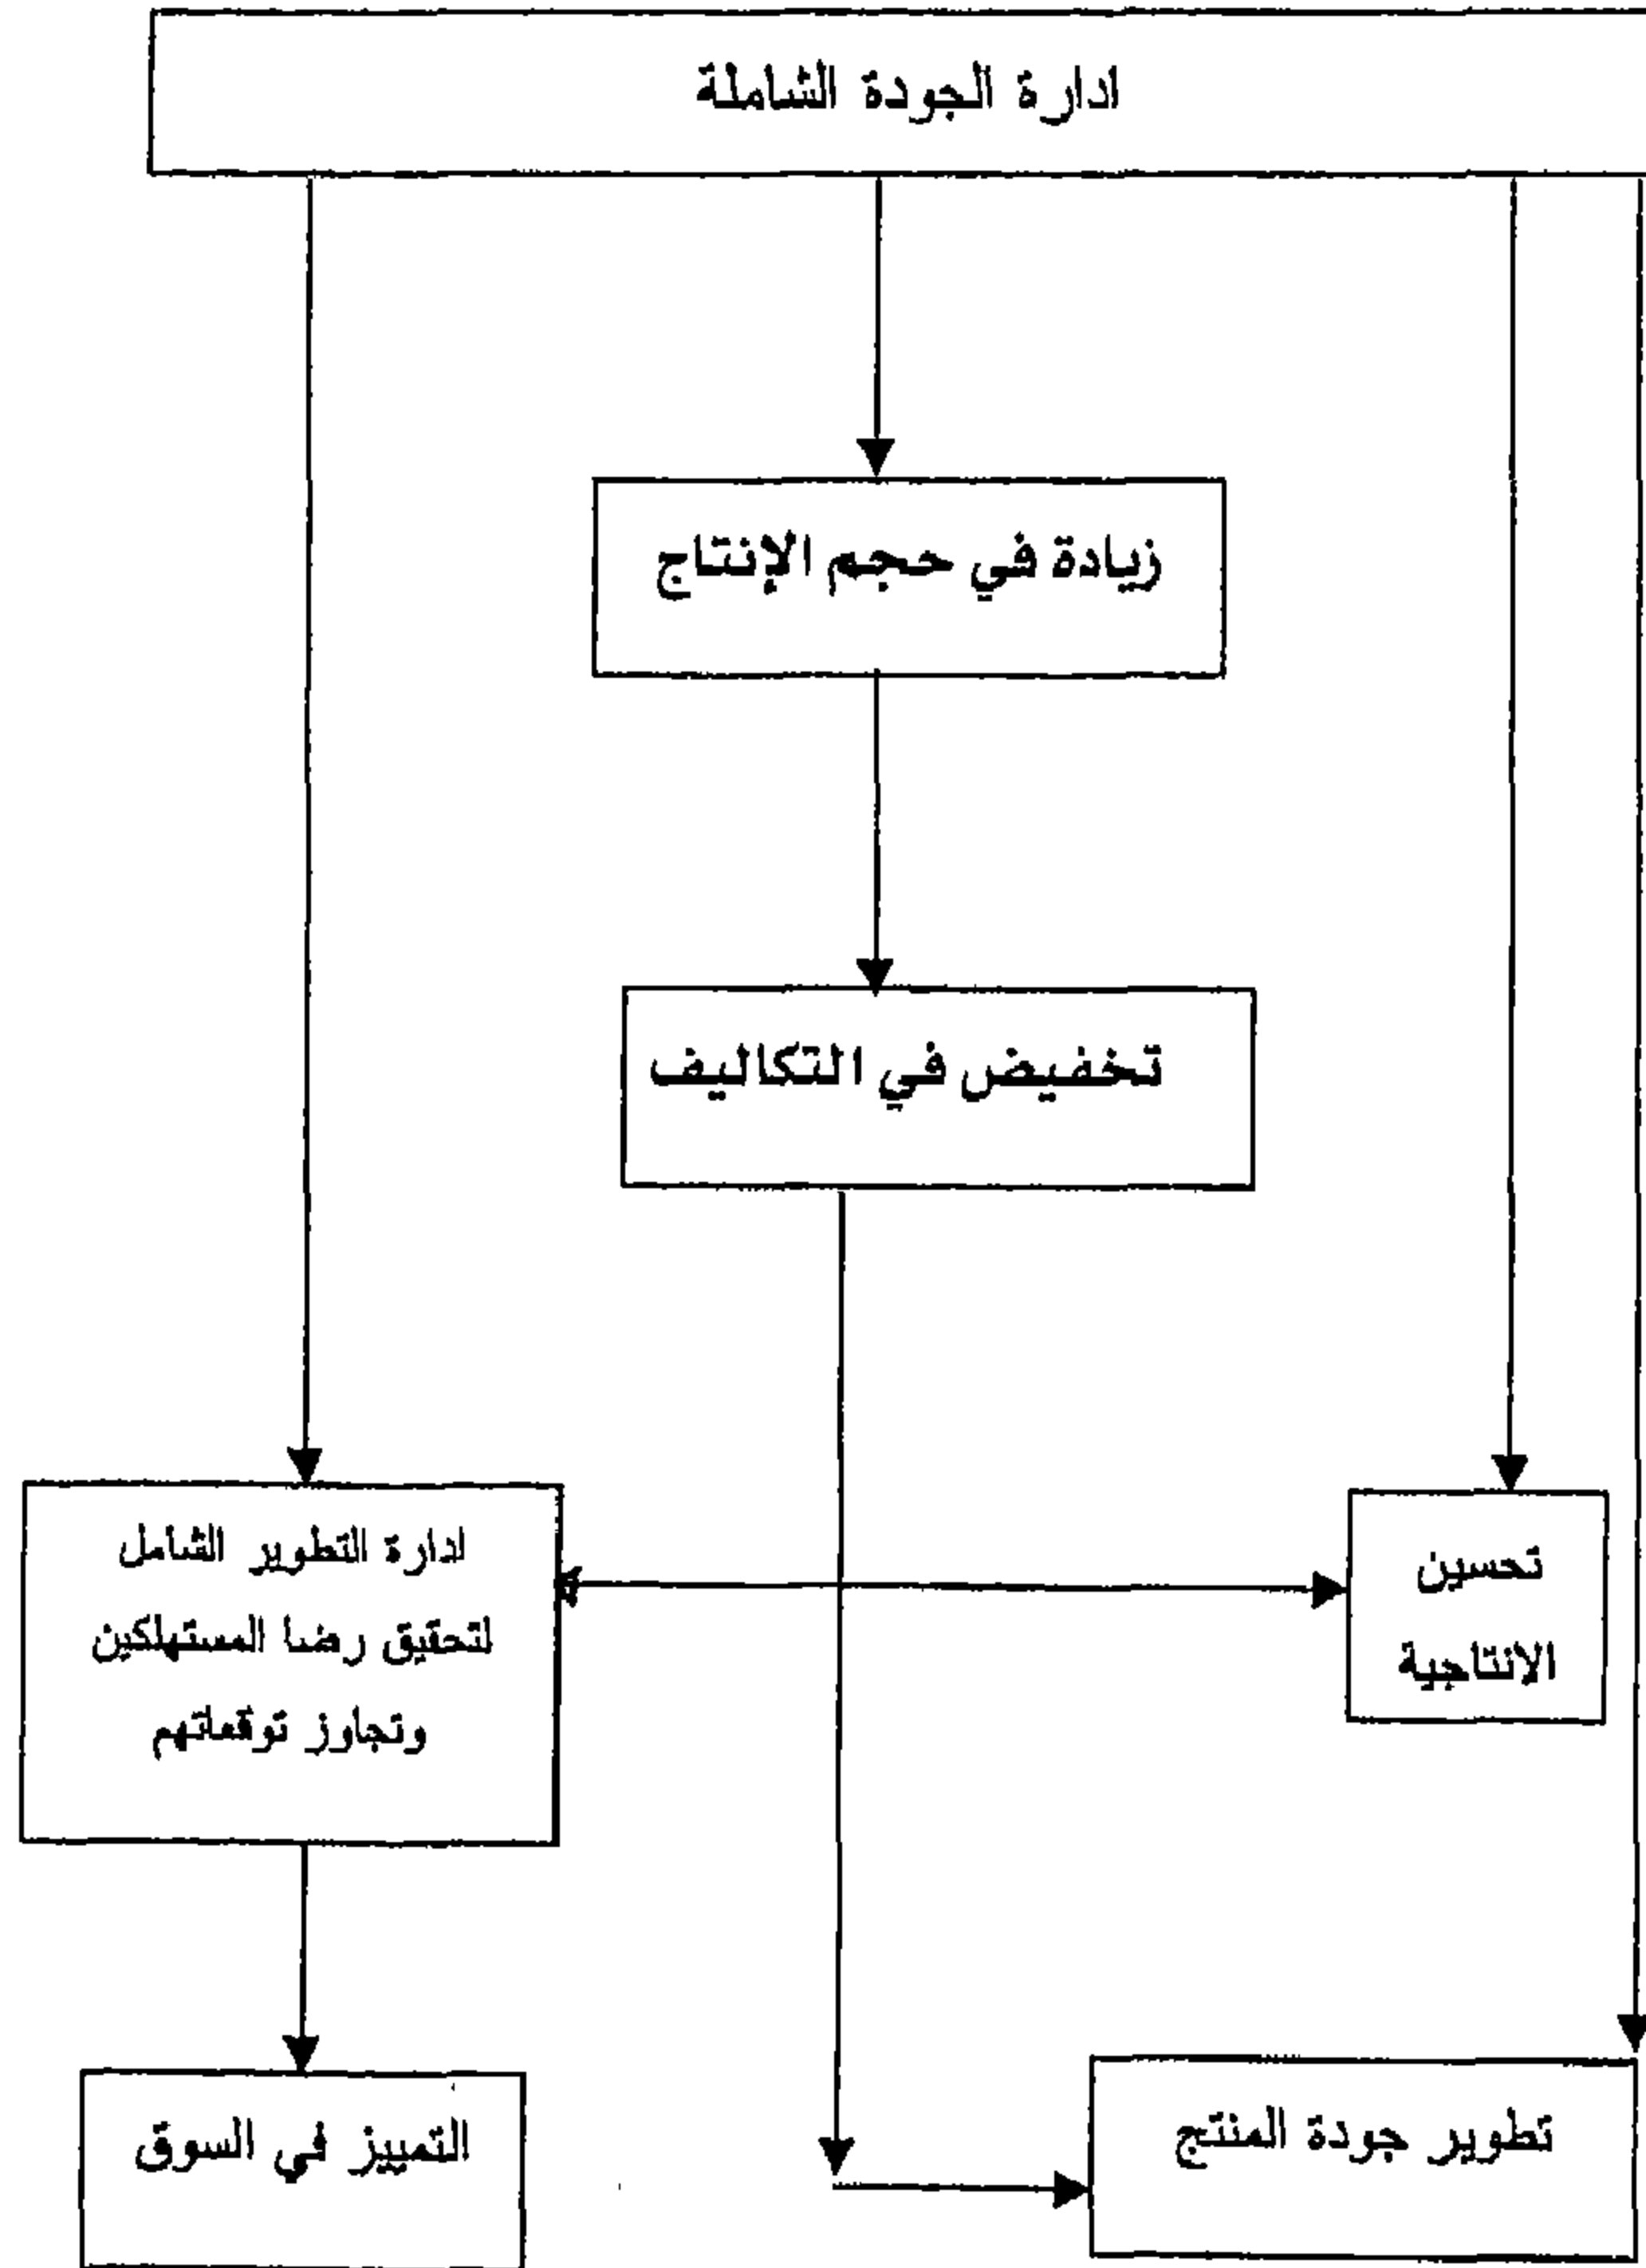 ادارة الجودة الشاملة
زيادة في حجم الإنتاج
تخفيض في التكاليف
تحسين
الانتاجية
ادارة التطوير الشامل
لتحقيق رضا المستهلكين
وتجاوز توقعاتهم
تطوير جودة المنتج
التمييز في السوق